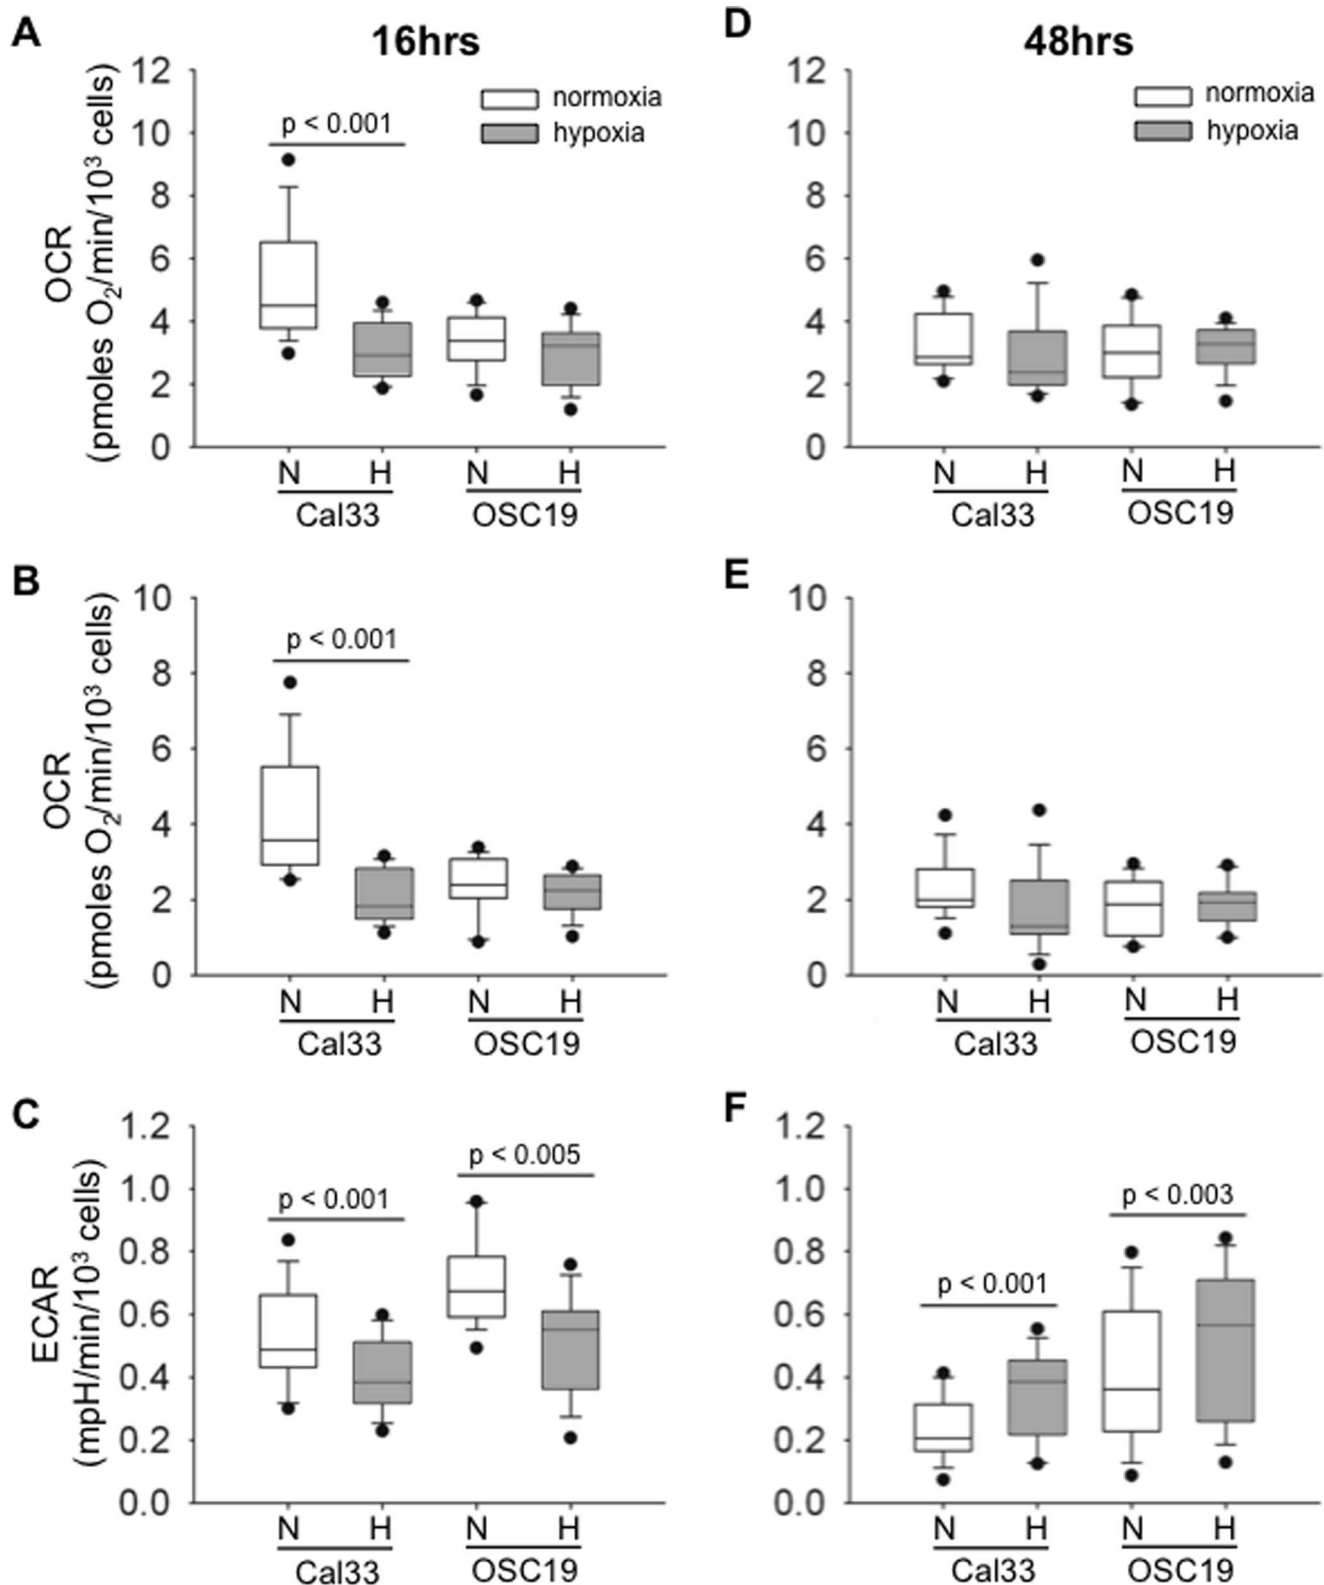 A
16hrs
OCR
(pmoles O₂/min/10³ cells)
12
10
8
6
4
2
0
normoxia
hypoxia
p < 0.001
N H N H
Cal33 OSC19
D
48hrs
12
10
8
6
4
2
0
normoxia
hypoxia
N H N H
Cal33 OSC19
B
OCR
(pmoles O₂/min/10³ cells)
10
8
6
4
2
0
p < 0.001
N H N H
Cal33 OSC19
E
10
8
6
4
2
0
N H N H
Cal33 OSC19
C
ECAR
(mpH/min/10³ cells)
1.2
1.0
0.8
0.6
0.4
0.2
0.0
p < 0.001
p < 0.005
N H N H
Cal33 OSC19
F
1.2
1.0
0.8
0.6
0.4
0.2
0.0
p < 0.001
p < 0.003
N H N H
Cal33 OSC19